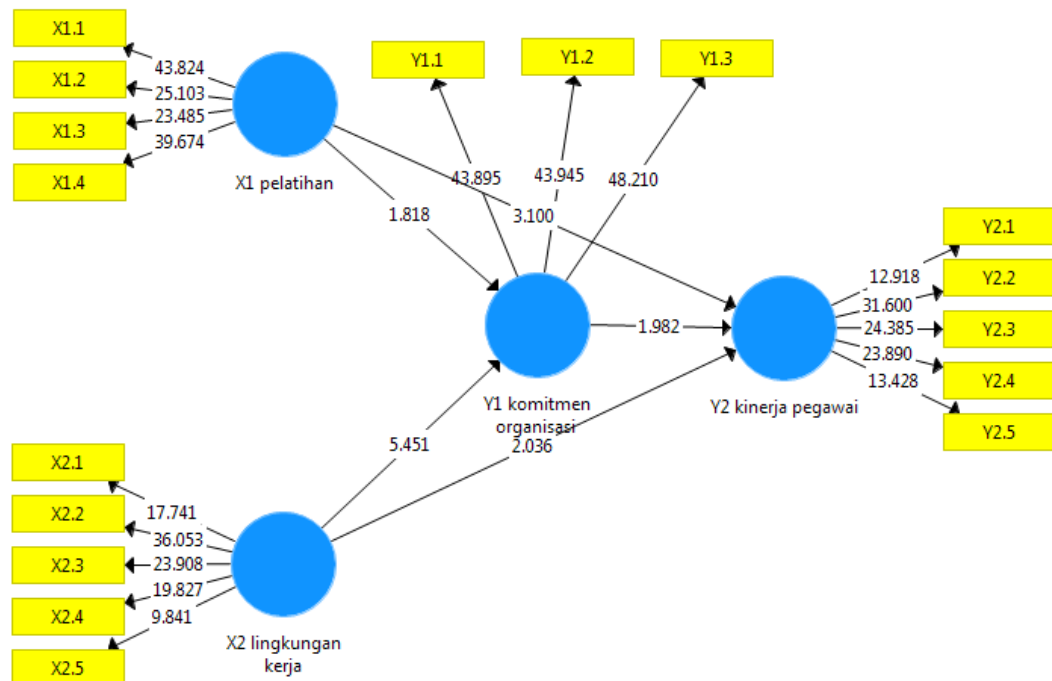 X1.1
X1.2
X1.3
X1.4
43.824
25.103
23.485
39.674
X1 pelatihan
Y1.1
Y1.2
Y1.3
43.895
43.945
48.210
1.818
3.100
Y1 komitmen
organisasi
1.982
5.451
2.036
Y2 kinerja pegawai
12.918
31.600
24.385
23.890
13.428
Y2.1
Y2.2
Y2.3
Y2.4
Y2.5
X2.1
X2.2
X2.3
X2.4
X2.5
17.741
36.053
23.908
19.827
9.841
X2 lingkungan
kerja